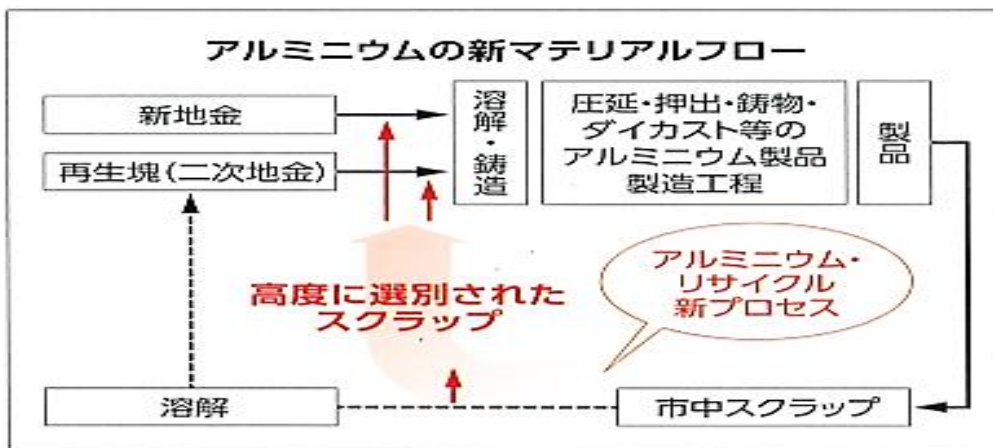 アルミニウムの新マテリアルフロー
新地金
再生塊(二次地金)
溶解・鋳造
圧延・押出・鋳物・
ダイカスト等の
アルミニウム製品
製造工程
製品
高度に選別された
スクラップ
アルミニウム・
リサイクル
新プロセス
溶解
市中スクラップ